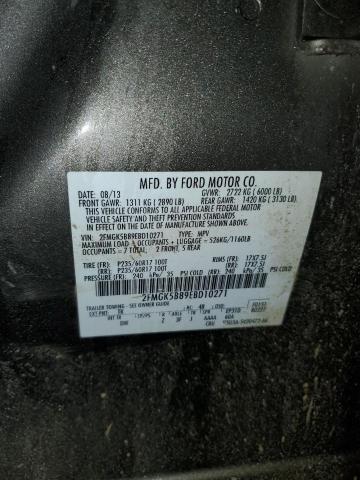 MFD. BY FORD MOTOR CO.
DATE: 08/13 GVWR: 2722 KG ( 6000 LB)
FRONT GAWR: 1311 KG ( 2890 LB) REAR GAWR: 1420 KG ( 3130 LB)
THIS VEHICLE CONFORMS TO ALL APPLICABLE FEDERAL MOTOR
VEHICLE SAFETY AND THEFT PREVENTION STANDARDS IN
EFFECT ON THE DATE OF MANUFACTURE SHOWN ABOVE.
VIN: 2FMGK5B89EBD10271 TYPE: MPV
MAXIMUM LOAD = OCCUPANTS + LUGGAGE = 526KG/1160LB
OCCUPANTS = 7 TOTAL 2 FRONT, 5 REAR
TIRE (FR): P235/60R17 100T RIMS (FR): 17X7.5J
(RR): P235/60R17 100T (RR): 17X7.5J
PRESSURE (FR): 240 kPa/ 35 PSI COLD (RR): 240 kPa/ 35 PSI COLD
2FMGK5B89EBD10271
TRAILER TOWING - SEE OWNER GUIDE
EXT PNT: